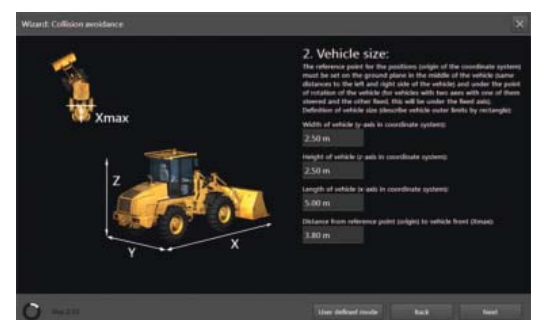 Wizard: Collision avoidance
Xmax
Z
Y
X
2. Vehicle size:
The reference point for the positions (origin of the coordinate system)
must be set on the ground plane in the middle of the vehicle (same
distances to the left and right side of the vehicle) and under the point
of rotation of the vehicle (for vehicles with two axes with one of them
steered and the other fixed, this will be under the fixed axis).
Definition of vehicle size (describe vehicle outer limits by rectangle):
Width of vehicle (y-axis in coordinate system):
2.50 m
Height of vehicle (z-axis in coordinate system):
2.50 m
Length of vehicle (x-axis in coordinate system):
5.00 m
Distance from reference point (origin) to vehicle front (Xmax):
3.80 m
User defined mode
Back
Next